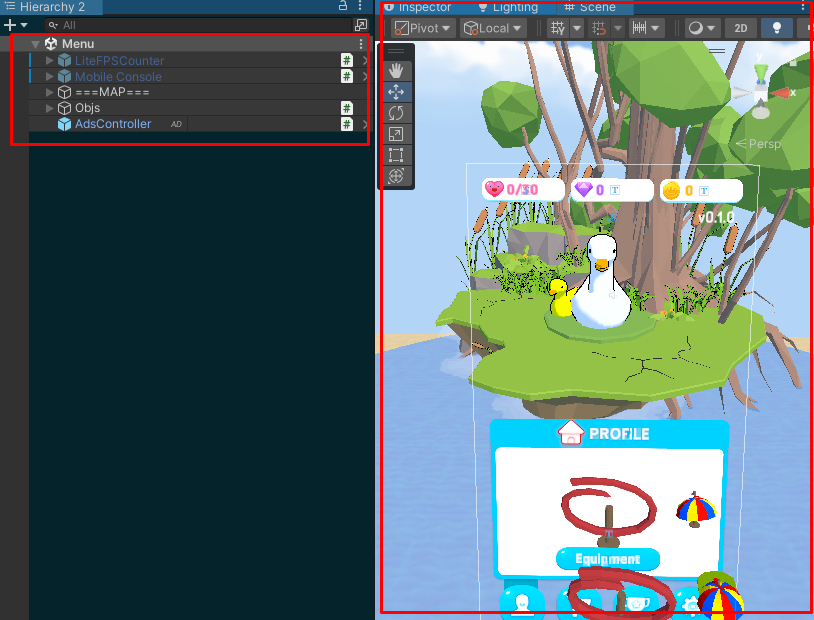 Hierarchy 2
All
Menu
LiteFPSCounter
Mobile Console
===MAP===
Objs
AdsController AD
Inspector Lighting Scene
Pivot Local 2D
Persp
0/30 0 T 0 T
v0.1.0
PROFILE
Equipment